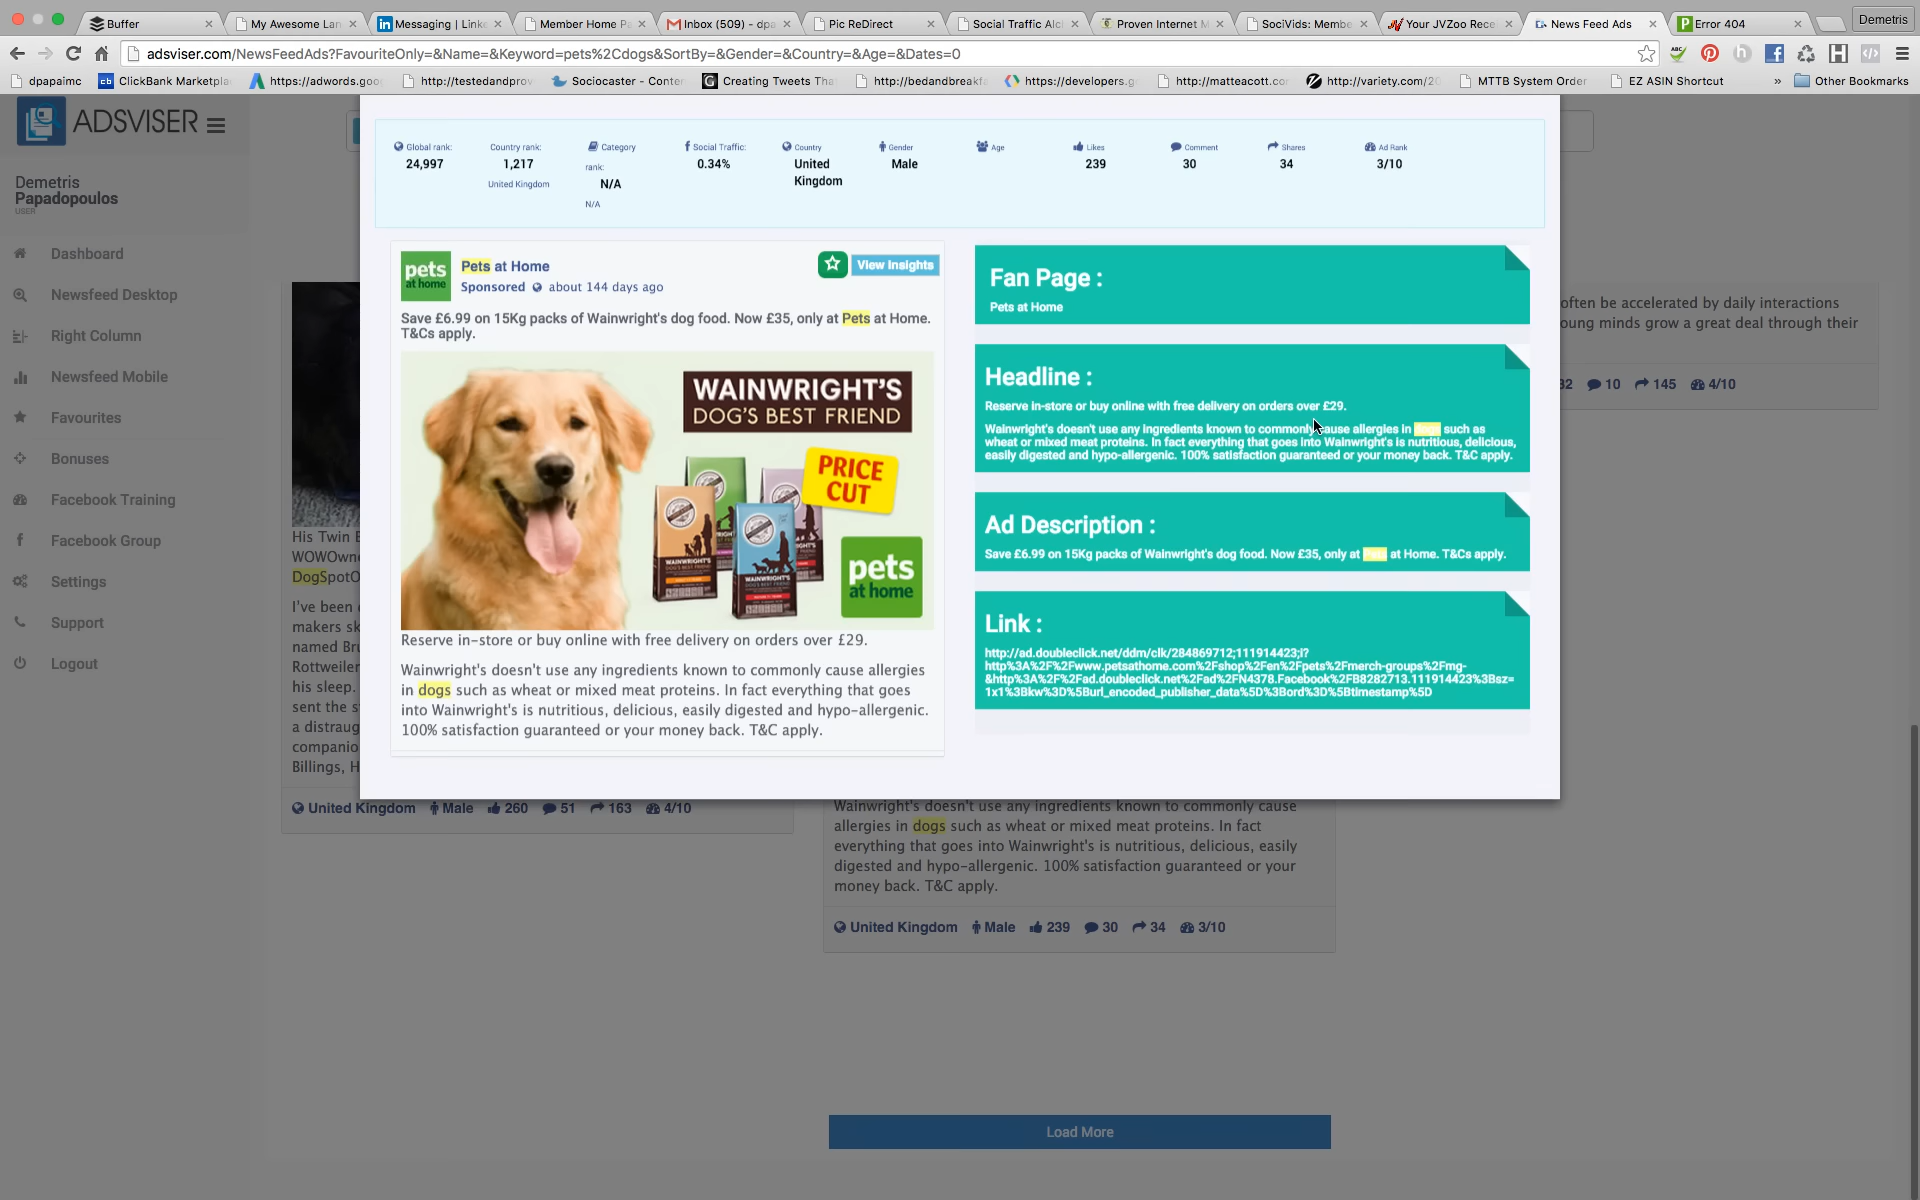 Buffer
My Awesome Lan
Messaging | Linke
Member Home Pa
Inbox (509) - dpa
Pic ReDirect
Social Traffic Alc
Proven Internet M
SociVids: Membe
Your JVZoo Rece
News Feed Ads
Error 404
Demetris
adsviser.com/NewsFeedAds?FavouriteOnly=&Name=&Keyword=pets%2Cdogs&SortBy=&Gender=&Country=&Age=&Dates=0
dpapaimc
ClickBank Marketpla
https://adwords.goo
http://testedandprov
Sociocaster - Conten
Creating Tweets Tha
http://bedandbreakfa
https://developers.g
http://matteacott.com
http://variety.com/20
MTTB System Order
EZ ASIN Shortcut
»
Other Bookmarks
ADSVISER
Demetris
Papadopoulos
USER
Dashboard
Newsfeed Desktop
Right Column
Newsfeed Mobile
Favourites
Bonuses
Facebook Training
Facebook Group
Settings
Support
Logout
Global rank:
24,997
Country rank:
1,217
United Kingdom
Category
rank:
N/A
N/A
Social Traffic:
0.34%
Country
United
Kingdom
Gender
Male
Age
Likes
239
Comment
30
Shares
34
Ad Rank
3/10
pets
at home
Pets at Home
Sponsored about 144 days ago
View Insights
Save £6.99 on 15Kg packs of Wainwright's dog food. Now £35, only at Pets at Home.
T&Cs apply.
WAINWRIGHT'S
DOG'S BEST FRIEND
PRICE
CUT
WAINWRIGHT'S
pets
at home
Reserve in-store or buy online with free delivery on orders over £29.
Wainwright's doesn't use any ingredients known to commonly cause allergies
in dogs such as wheat or mixed meat proteins. In fact everything that goes
into Wainwright's is nutritious, delicious, easily digested and hypo-allergenic.
100% satisfaction guaranteed or your money back. T&C apply.
Fan Page :
Pets at Home
Headline :
Reserve in-store or buy online with free delivery on orders over £29.
Wainwright's doesn't use any ingredients known to commonly cause allergies in dogs such as
wheat or mixed meat proteins. In fact everything that goes into Wainwright's is nutritious, delicious,
easily digested and hypo-allergenic. 100% satisfaction guaranteed or your money back. T&C apply.
Ad Description :
Save £6.99 on 15Kg packs of Wainwright's dog food. Now £35, only at Pets at Home. T&Cs apply.
Link :
http://ad.doubleclick.net/ddm/clk/284869712;111914423;l?
http%3A%2F%2Fwww.petsathome.com%2Fshop%2Fen%2Fpets%2Fmerch-groups%2Fmg-
&http%3A%2F%2Fad.doubleclick.net%2Fad%2FN4378.Facebook%2FB8282713.111914423%3Bsz=
1x1%3Bkw%3D%5Burl_encoded_publisher_data%5D%3Bord%3D%5Btimestamp%5D
His Twin B
WOWOwne
DogSpotO
I've been
makers sk
named Bru
Rottweiler
his sleep.
sent the s
a distraug
companio
Billings, H
United Kingdom Male 260 51 163 4/10
often be accelerated by daily interactions
oung minds grow a great deal through their
32 10 145 4/10
Wainwright's doesn't use any ingredients known to commonly cause
allergies in dogs such as wheat or mixed meat proteins. In fact
everything that goes into Wainwright's is nutritious, delicious, easily
digested and hypo-allergenic. 100% satisfaction guaranteed or your
money back. T&C apply.
United Kingdom Male 239 30 34 3/10
Load More